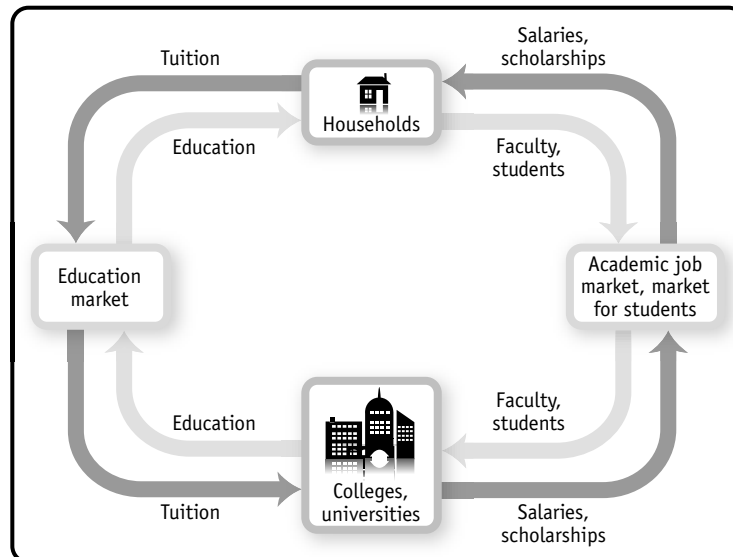 Salaries,
scholarships
Tuition
Households
Education
Faculty,
students
Education
market
Academic job
market, market
for students
Education
Faculty,
students
Colleges,
universities
Tuition
Salaries,
scholarships